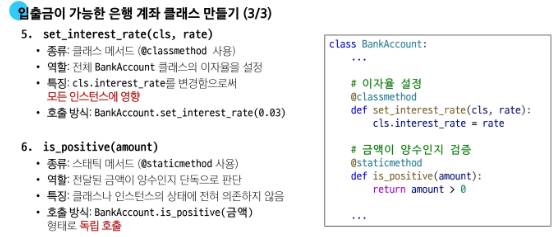 입출금이 가능한 은행 계좌 클래스 만들기 (3/3)
5. set_interest_rate(cls, rate)
• 종류: 클래스 메서드 (@classmethod 사용)
• 역할: 전체 BankAccount 클래스의 이자율을 설정
• 특징: cls.interest_rate를 변경함으로써
모든 인스턴스에 영향
• 호출 방식: BankAccount.set_interest_rate(0.03)
6. is_positive(amount)
• 종류: 스태틱 메서드 (@staticmethod 사용)
• 역할: 전달된 금액이 양수인지 단독으로 판단
• 특징: 클래스나 인스턴스의 상태에 전혀 의존하지 않음
• 호출 방식: BankAccount.is_positive(금액)
형태로 독립 호출
class BankAccount:
...
# 이자율 설정
@classmethod
def set_interest_rate(cls, rate):
cls.interest_rate = rate
# 금액이 양수인지 검증
@staticmethod
def is_positive(amount):
return amount > 0
...